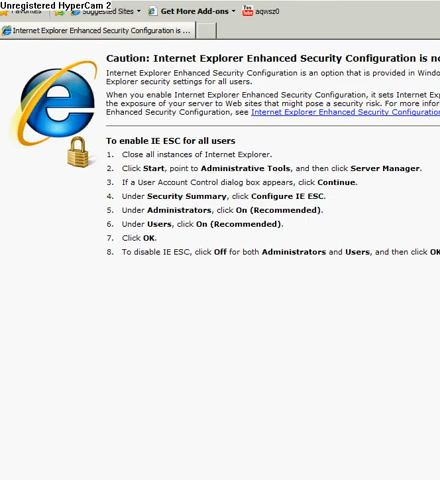 Unregistered HyperCam 2
Suggested Sites
Get More Add-ons
aqwsz0
Internet Explorer Enhanced Security Configuration is ...
Caution: Internet Explorer Enhanced Security Configuration is no
Internet Explorer Enhanced Security Configuration is an option that is provided in Windo
Explorer security settings for all users.
When you enable Internet Explorer Enhanced Security Configuration, it sets Internet Exp
the exposure of your server to Web sites that might pose a security risk. For more infor
Enhanced Security Configuration, see Internet Explorer Enhanced Security Configuration
To enable IE ESC for all users
1. Close all instances of Internet Explorer.
2. Click Start, point to Administrative Tools, and then click Server Manager.
3. If a User Account Control dialog box appears, click Continue.
4. Under Security Summary, click Configure IE ESC.
5. Under Administrators, click On (Recommended).
6. Under Users, click On (Recommended).
7. Click OK.
8. To disable IE ESC, click Off for both Administrators and Users, and then click OK